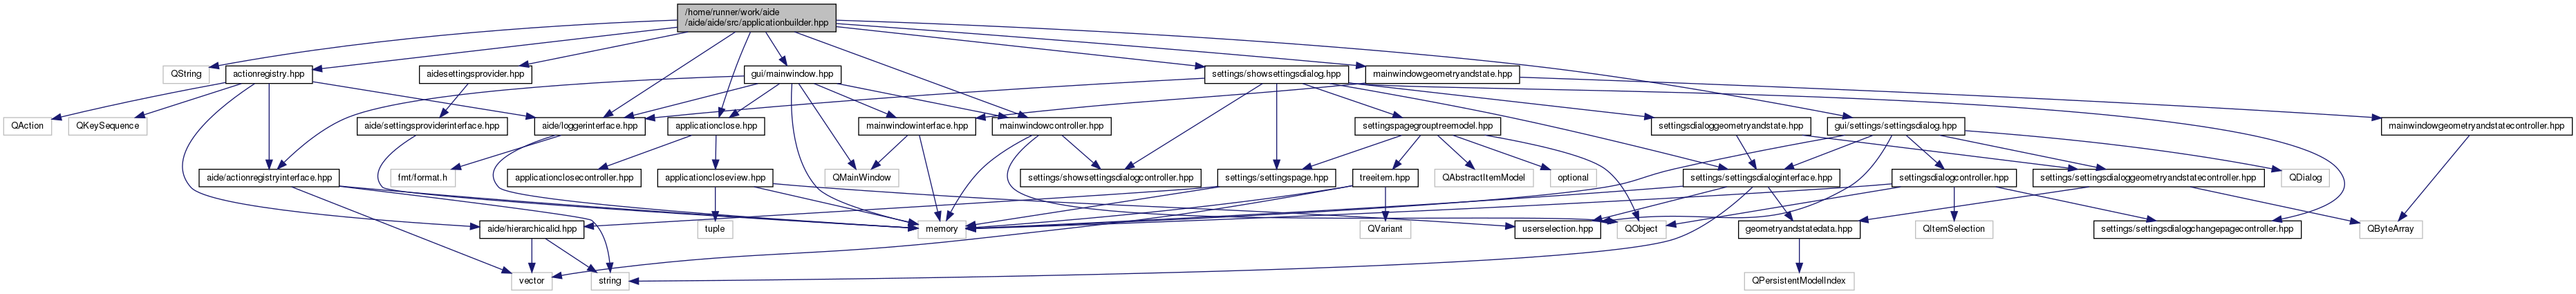 /home/runner/work/aide
/aide/aide/src/applicationbuilder.hpp
QString
actionregistry.hpp
aidesettingsprovider.hpp
gui/mainwindow.hpp
settings/showsettingsdialog.hpp
mainwindowgeometryandstate.hpp
QAction
QKeySequence
aide/settingsproviderinterface.hpp
aide/loggerinterface.hpp
applicationclose.hpp
mainwindowinterface.hpp
mainwindowcontroller.hpp
settingspagegrouptreemodel.hpp
settingsdialoggeometryandstate.hpp
gui/settings/settingsdialog.hpp
mainwindowgeometryandstatecontroller.hpp
aide/actionregistryinterface.hpp
fmt/format.h
applicationclosecontroller.hpp
applicationcloseview.hpp
QMainWindow
settings/showsettingsdialogcontroller.hpp
settings/settingspage.hpp
treeitem.hpp
QAbstractItemModel
optional
settings/settingsdialoginterface.hpp
settingsdialogcontroller.hpp
settings/settingsdialoggeometryandstatecontroller.hpp
QDialog
aide/hierarchicalid.hpp
tuple
memory
QVariant
userselection.hpp
QObject
geometryandstatedata.hpp
QItemSelection
settings/settingsdialogchangepagecontroller.hpp
QByteArray
vector
string
QPersistentModelIndex